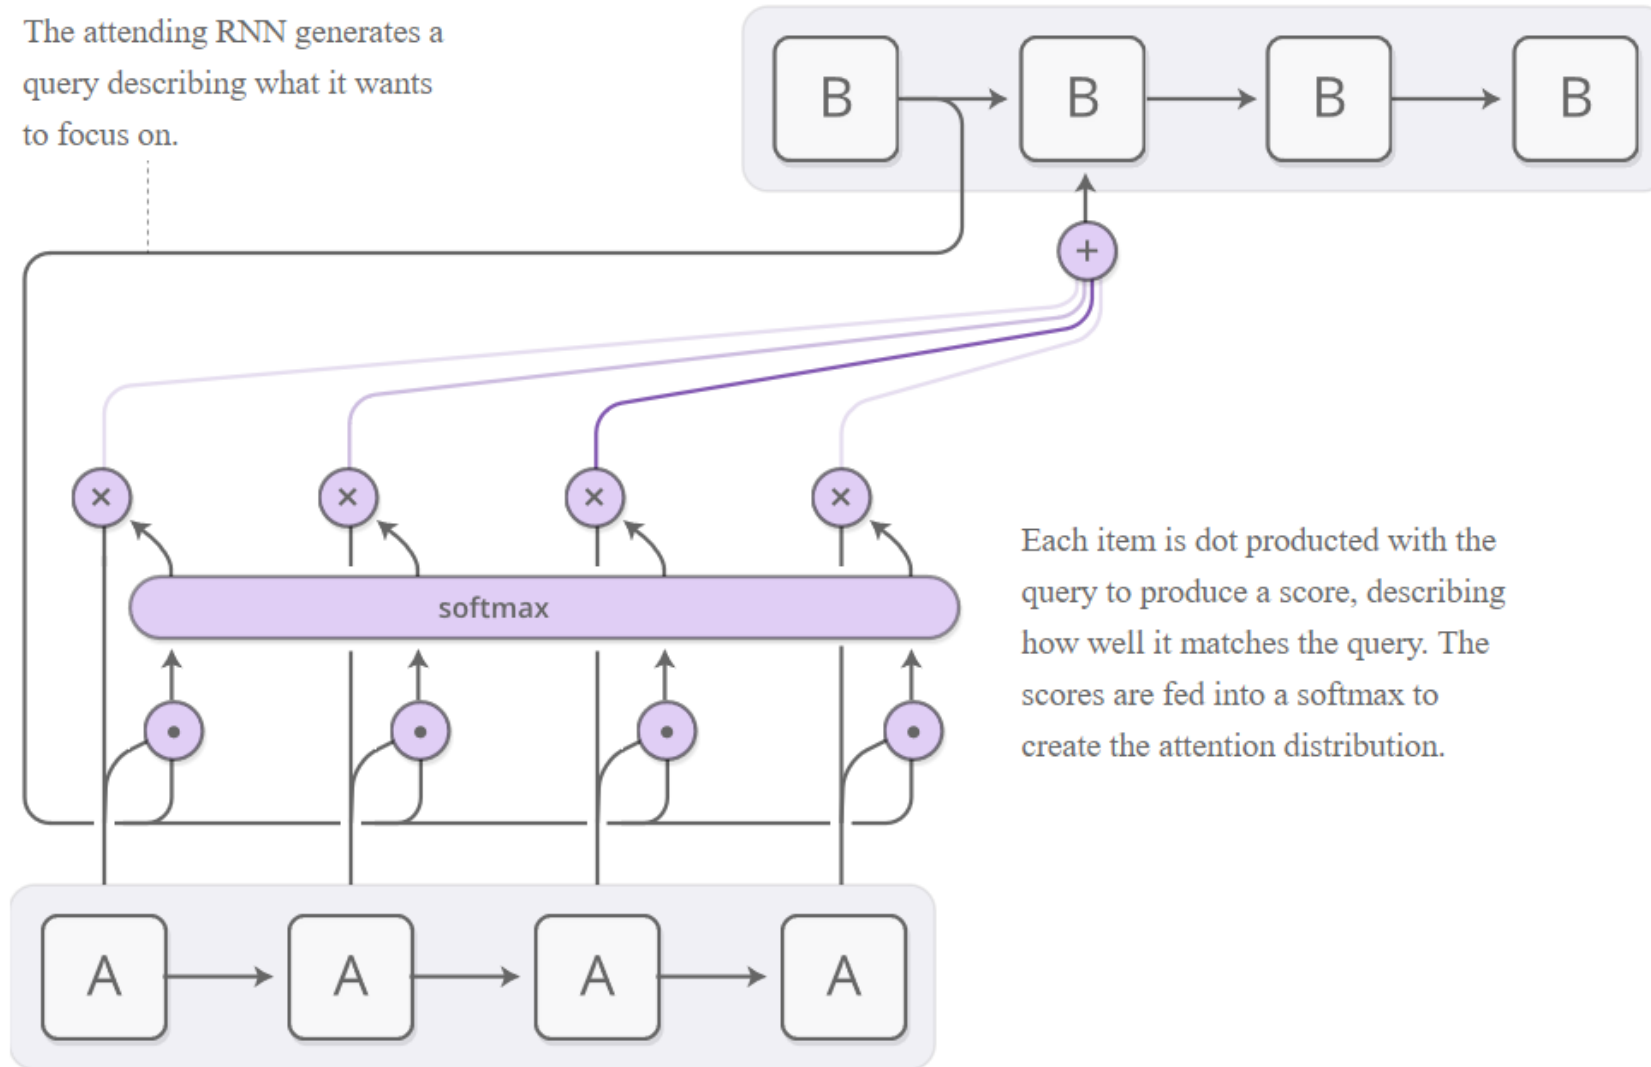 The attending RNN generates a
query describing what it wants
to focus on.
B B B B
+
× × × ×
softmax
Each item is dot producted with the
query to produce a score, describing
how well it matches the query. The
scores are fed into a softmax to
create the attention distribution.
A A A A